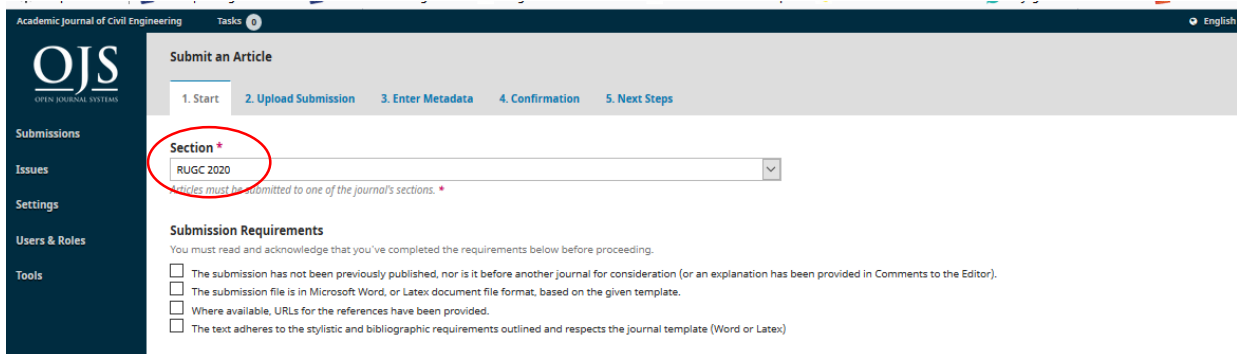 Academic Journal of Civil Engineering Tasks 0 English
OJS
OPEN JOURNAL SYSTEMS
Submissions
Issues
Settings
Users & Roles
Tools
Submit an Article
1. Start 2. Upload Submission 3. Enter Metadata 4. Confirmation 5. Next Steps
Section *
RUGC 2020
Articles must be submitted to one of the journal's sections. *
Submission Requirements
You must read and acknowledge that you've completed the requirements below before proceeding.
The submission has not been previously published, nor is it before another journal for consideration (or an explanation has been provided in Comments to the Editor).
The submission file is in Microsoft Word, or Latex document file format, based on the given template.
Where available, URLs for the references have been provided.
The text adheres to the stylistic and bibliographic requirements outlined and respects the journal template (Word or Latex)